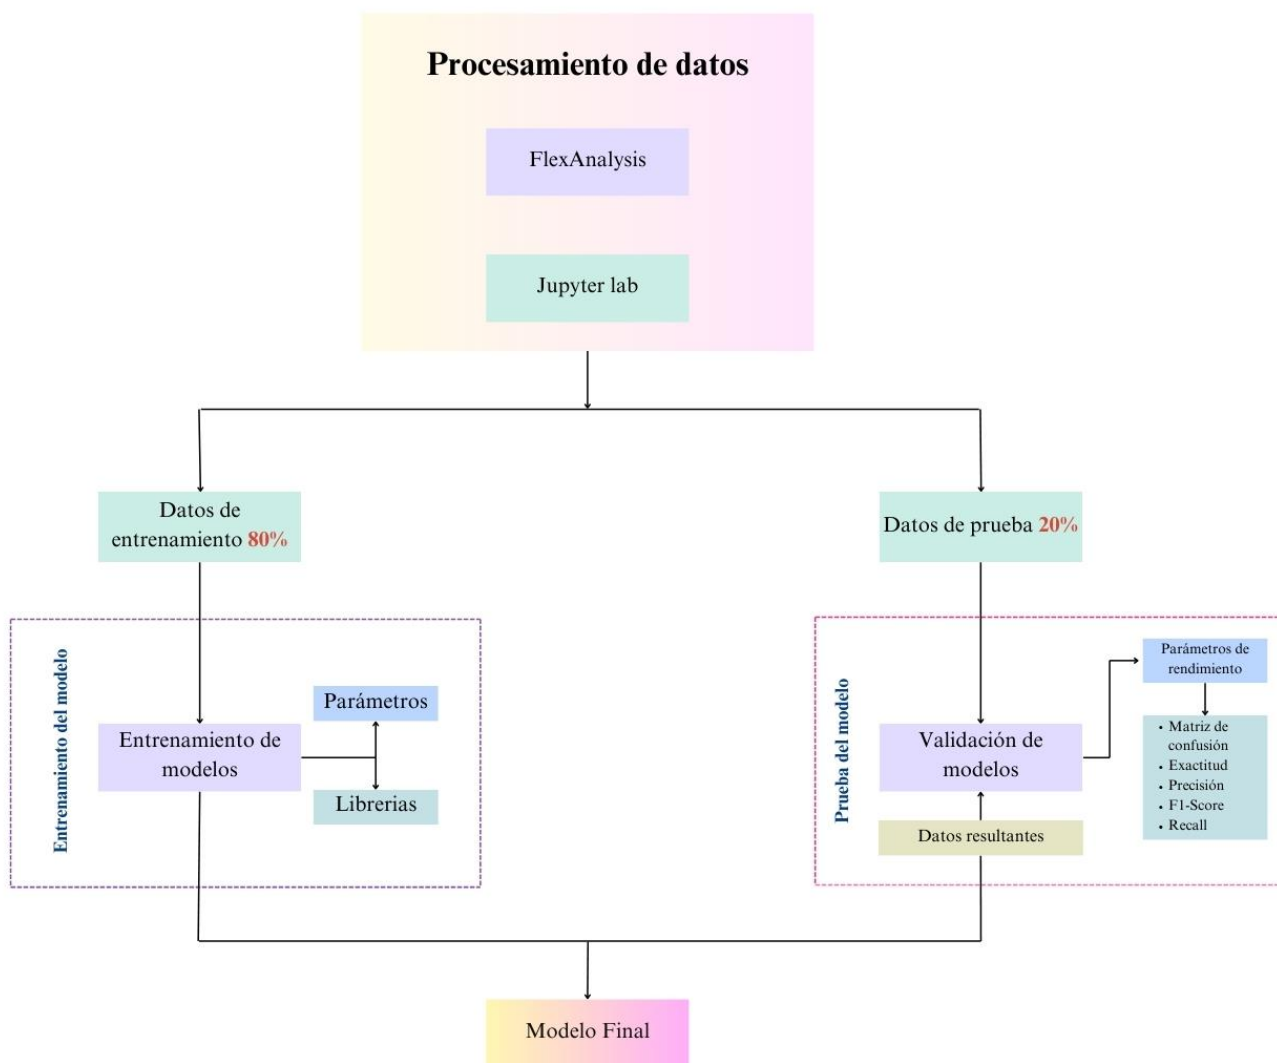 Procesamiento de datos
FlexAnalysis
Jupyter lab
Datos de
entrenamiento 80%
Datos de prueba 20%
Entrenamiento del modelo
Entrenamiento de
modelos
Parámetros
Librerias
Prueba del modelo
Validación de
modelos
Datos resultantes
Parámetros de
rendimiento
• Matriz de
confusión
• Exactitud
• Precisión
• F1-Score
• Recall
Modelo Final